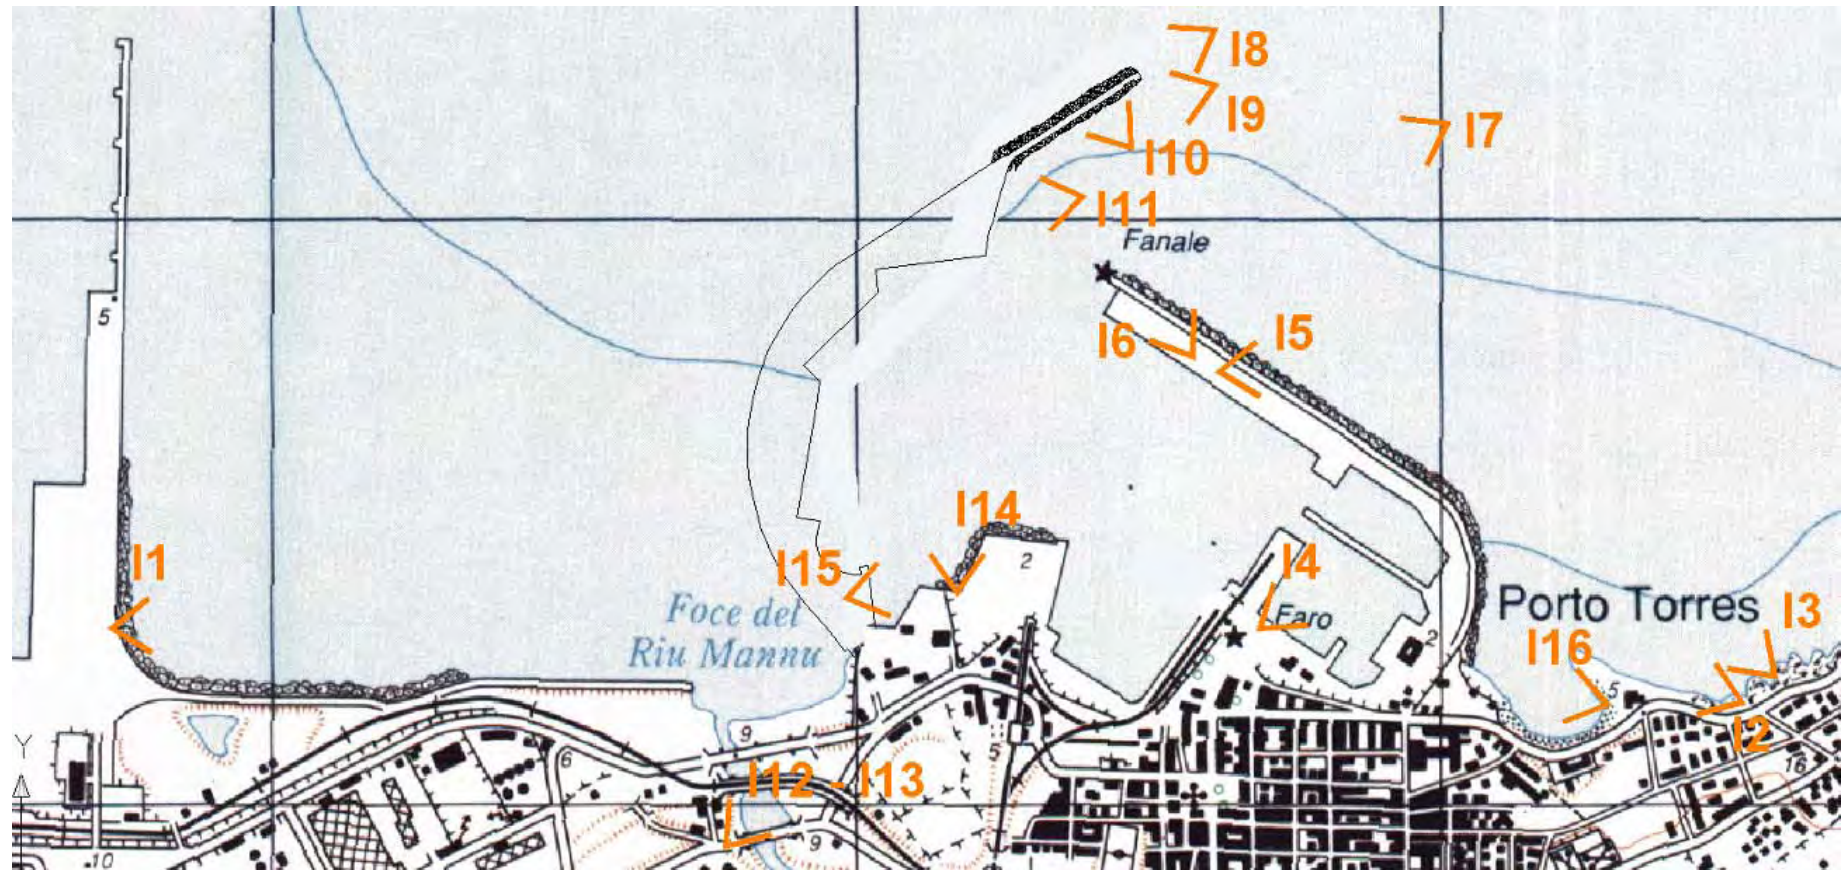 I8
I9
I7
I10
I11
Fanale
5
I6
I5
I14
2
I1
I15
I4
Foce del
Riu Mannu
Faro
2
Porto Torres
I3
I16
5
I2
Y
9
5
6
I12 - I13
16
9
10